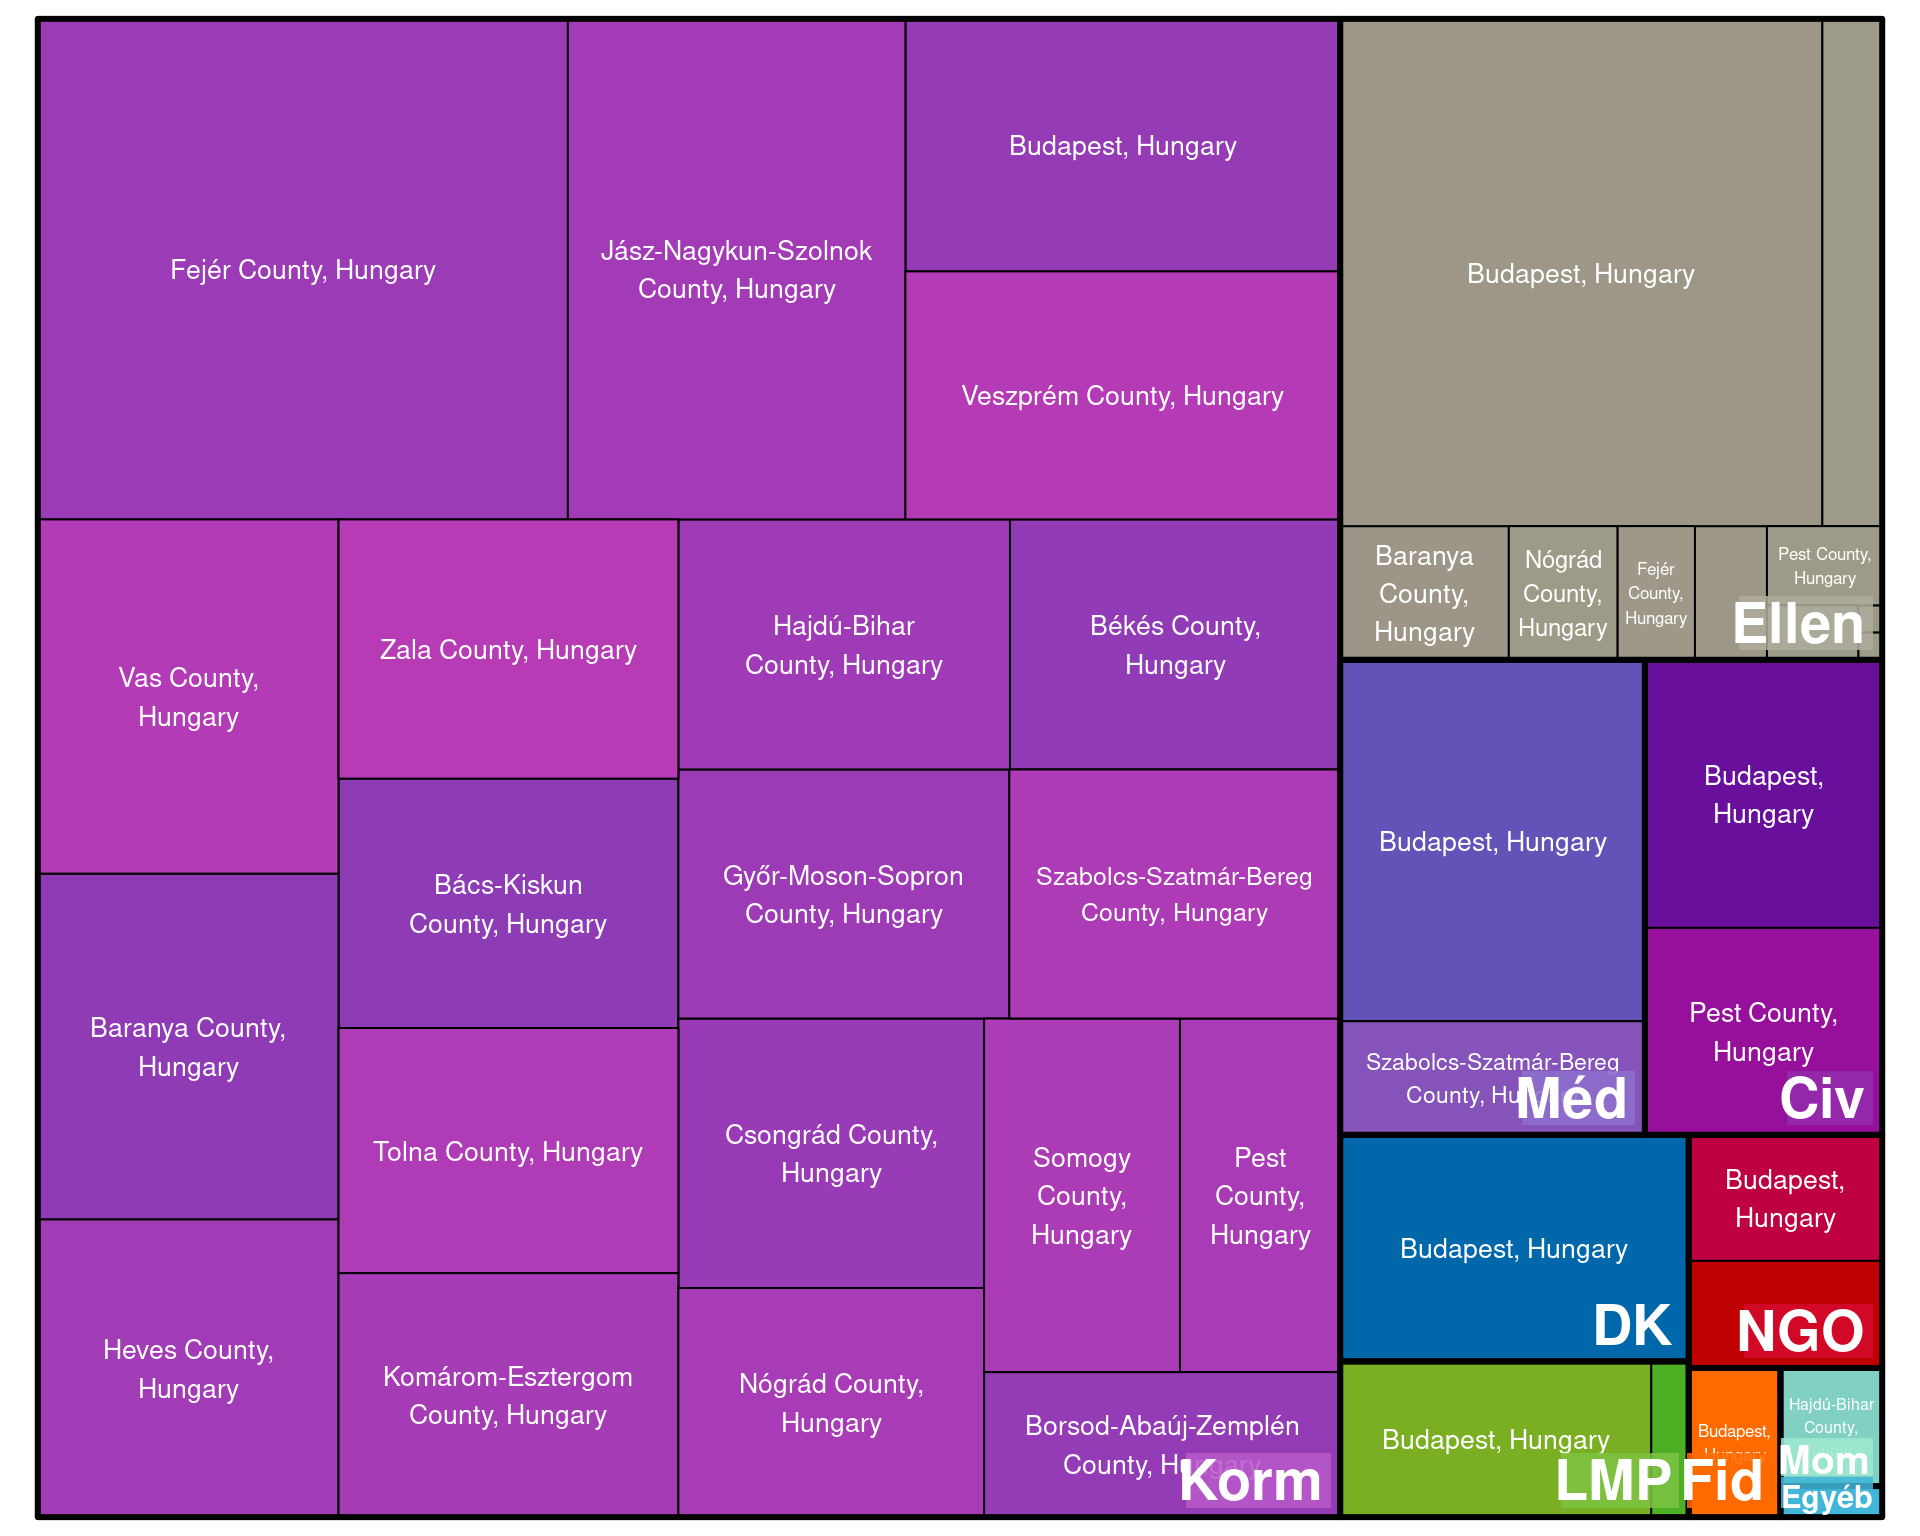 Fejér County, Hungary
Jász-Nagykun-Szolnok
County, Hungary
Budapest, Hungary
Veszprém County, Hungary
Vas County,
Hungary
Zala County, Hungary
Hajdú-Bihar
County, Hungary
Békés County,
Hungary
Baranya County,
Hungary
Bács-Kiskun
County, Hungary
Győr-Moson-Sopron
County, Hungary
Szabolcs-Szatmár-Bereg
County, Hungary
Heves County,
Hungary
Tolna County, Hungary
Komárom-Esztergom
County, Hungary
Csongrád County,
Hungary
Nógrád County,
Hungary
Somogy
County,
Hungary
Pest
County,
Hungary
Borsod-Abaúj-Zemplén
County, Hungary
Korm
Budapest, Hungary
Baranya
County,
Hungary
Nógrád
County,
Hungary
Fejér
County,
Hungary
Pest County,
Hungary
Ellen
Budapest, Hungary
Szabolcs-Szatmár-Bereg
County,
Méd
Budapest,
Hungary
Pest County,
Hungary
Civ
Budapest, Hungary
DK
Budapest,
Hungary
NGO
Budapest, Hungary
LMP
Budapest,
Hungary
Fid
Hajdú-Bihar
County,
Mom
Egyéb